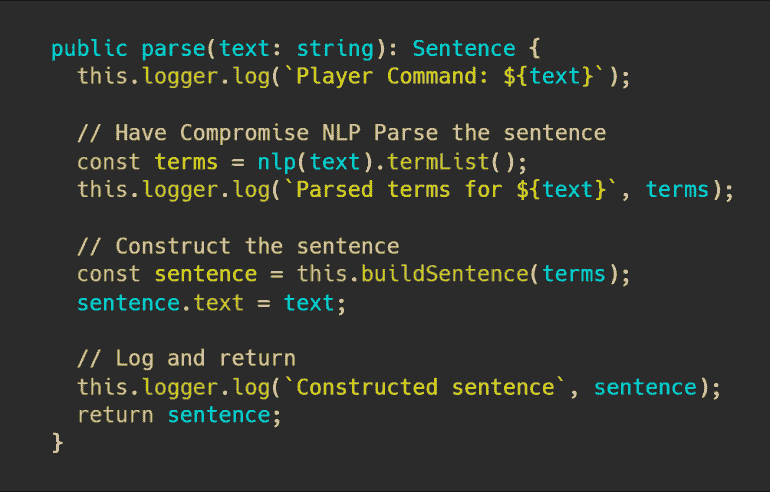 public parse(text: string): Sentence {
  this.logger.log(`Player Command: ${text}`);

  // Have Compromise NLP Parse the sentence
  const terms = nlp(text).termList();
  this.logger.log(`Parsed terms for ${text}`, terms);

  // Construct the sentence
  const sentence = this.buildSentence(terms);
  sentence.text = text;

  // Log and return
  this.logger.log(`Constructed sentence`, sentence);
  return sentence;
}